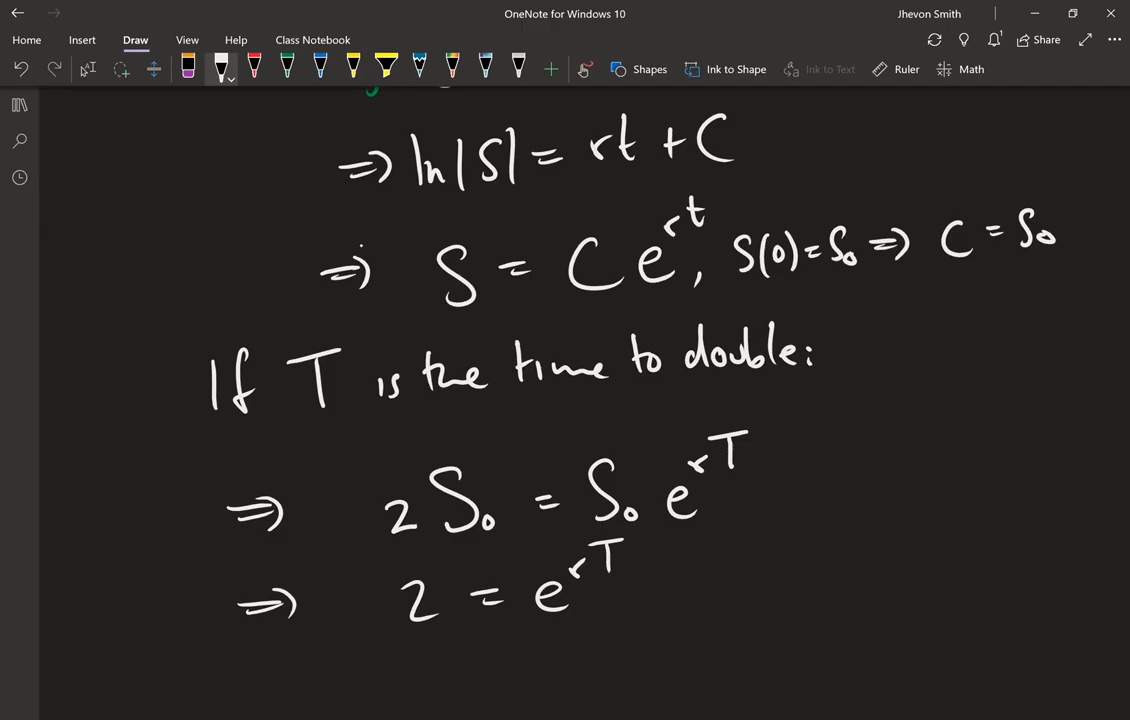 OneNote for Windows 10
Jhevon Smith
Home Insert Draw View Help Class Notebook
Share
Shapes Ink to Shape Ink to Text Ruler Math
⇒ ln|S| = rt + C
⇒ S = Ce^{rt}, S(0) = S₀ ⇒ C = S₀
If T is the time to double:
⇒ 2S₀ = S₀ e^{rT}
⇒ 2 = e^{rT}